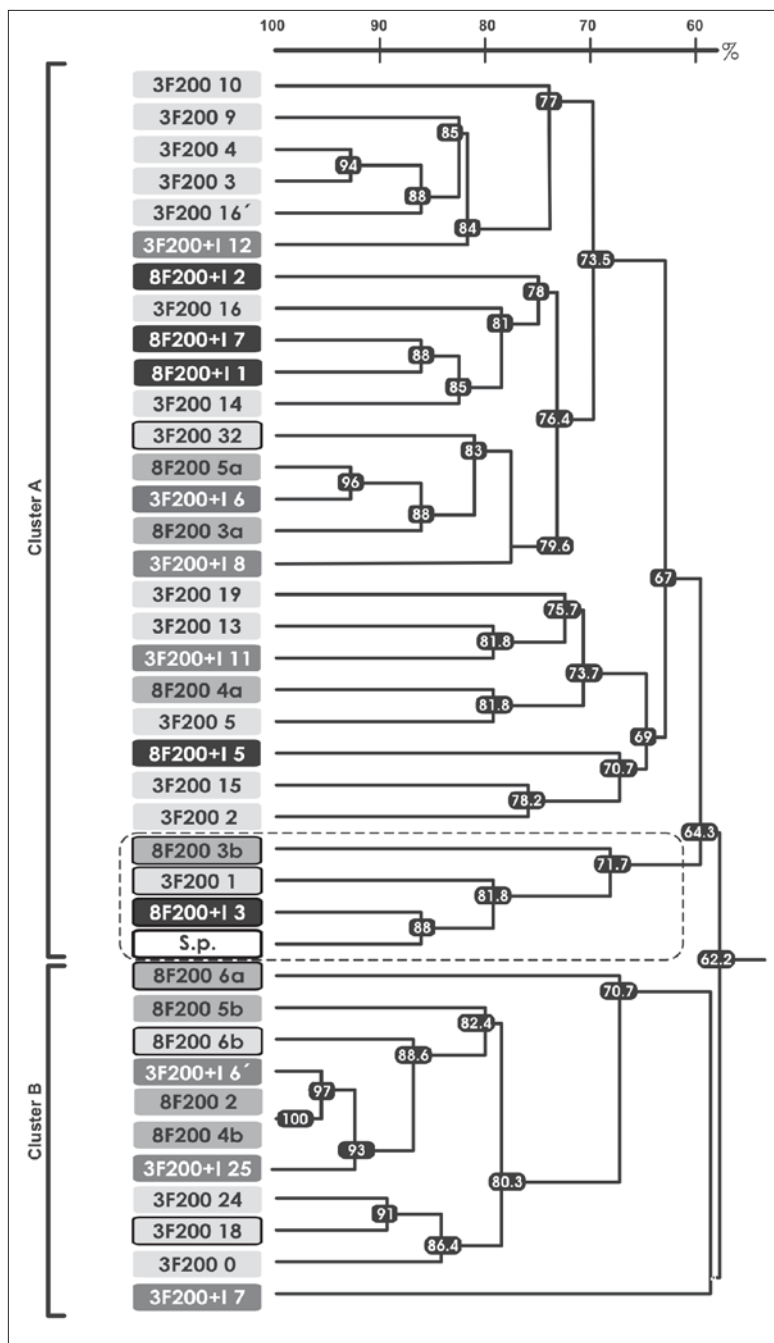 100 90 80 70 60 %
Cluster A
3F200 10
77
3F200 9
85
3F200 4
94
3F200 3
88
3F200 16´
84
3F200+I 12
73.5
8F200+I 2
78
3F200 16
81
8F200+I 7
88
8F200+I 1
85
3F200 14
76.4
3F200 32
83
8F200 5a
96
3F200+I 6
88
8F200 3a
79.6
3F200+I 8
67
3F200 19
75.7
3F200 13
81.8
3F200+I 11
73.7
8F200 4a
81.8
3F200 5
69
8F200+I 5
70.7
3F200 15
78.2
3F200 2
64.3
8F200 3b
71.7
3F200 1
81.8
8F200+I 3
88
S.p.
62.2
Cluster B
8F200 6a
70.7
8F200 5b
82.4
8F200 6b
88.6
3F200+I 6´
97
8F200 2
100
8F200 4b
93
3F200+I 25
80.3
3F200 24
91
3F200 18
86.4
3F200 0
3F200+I 7